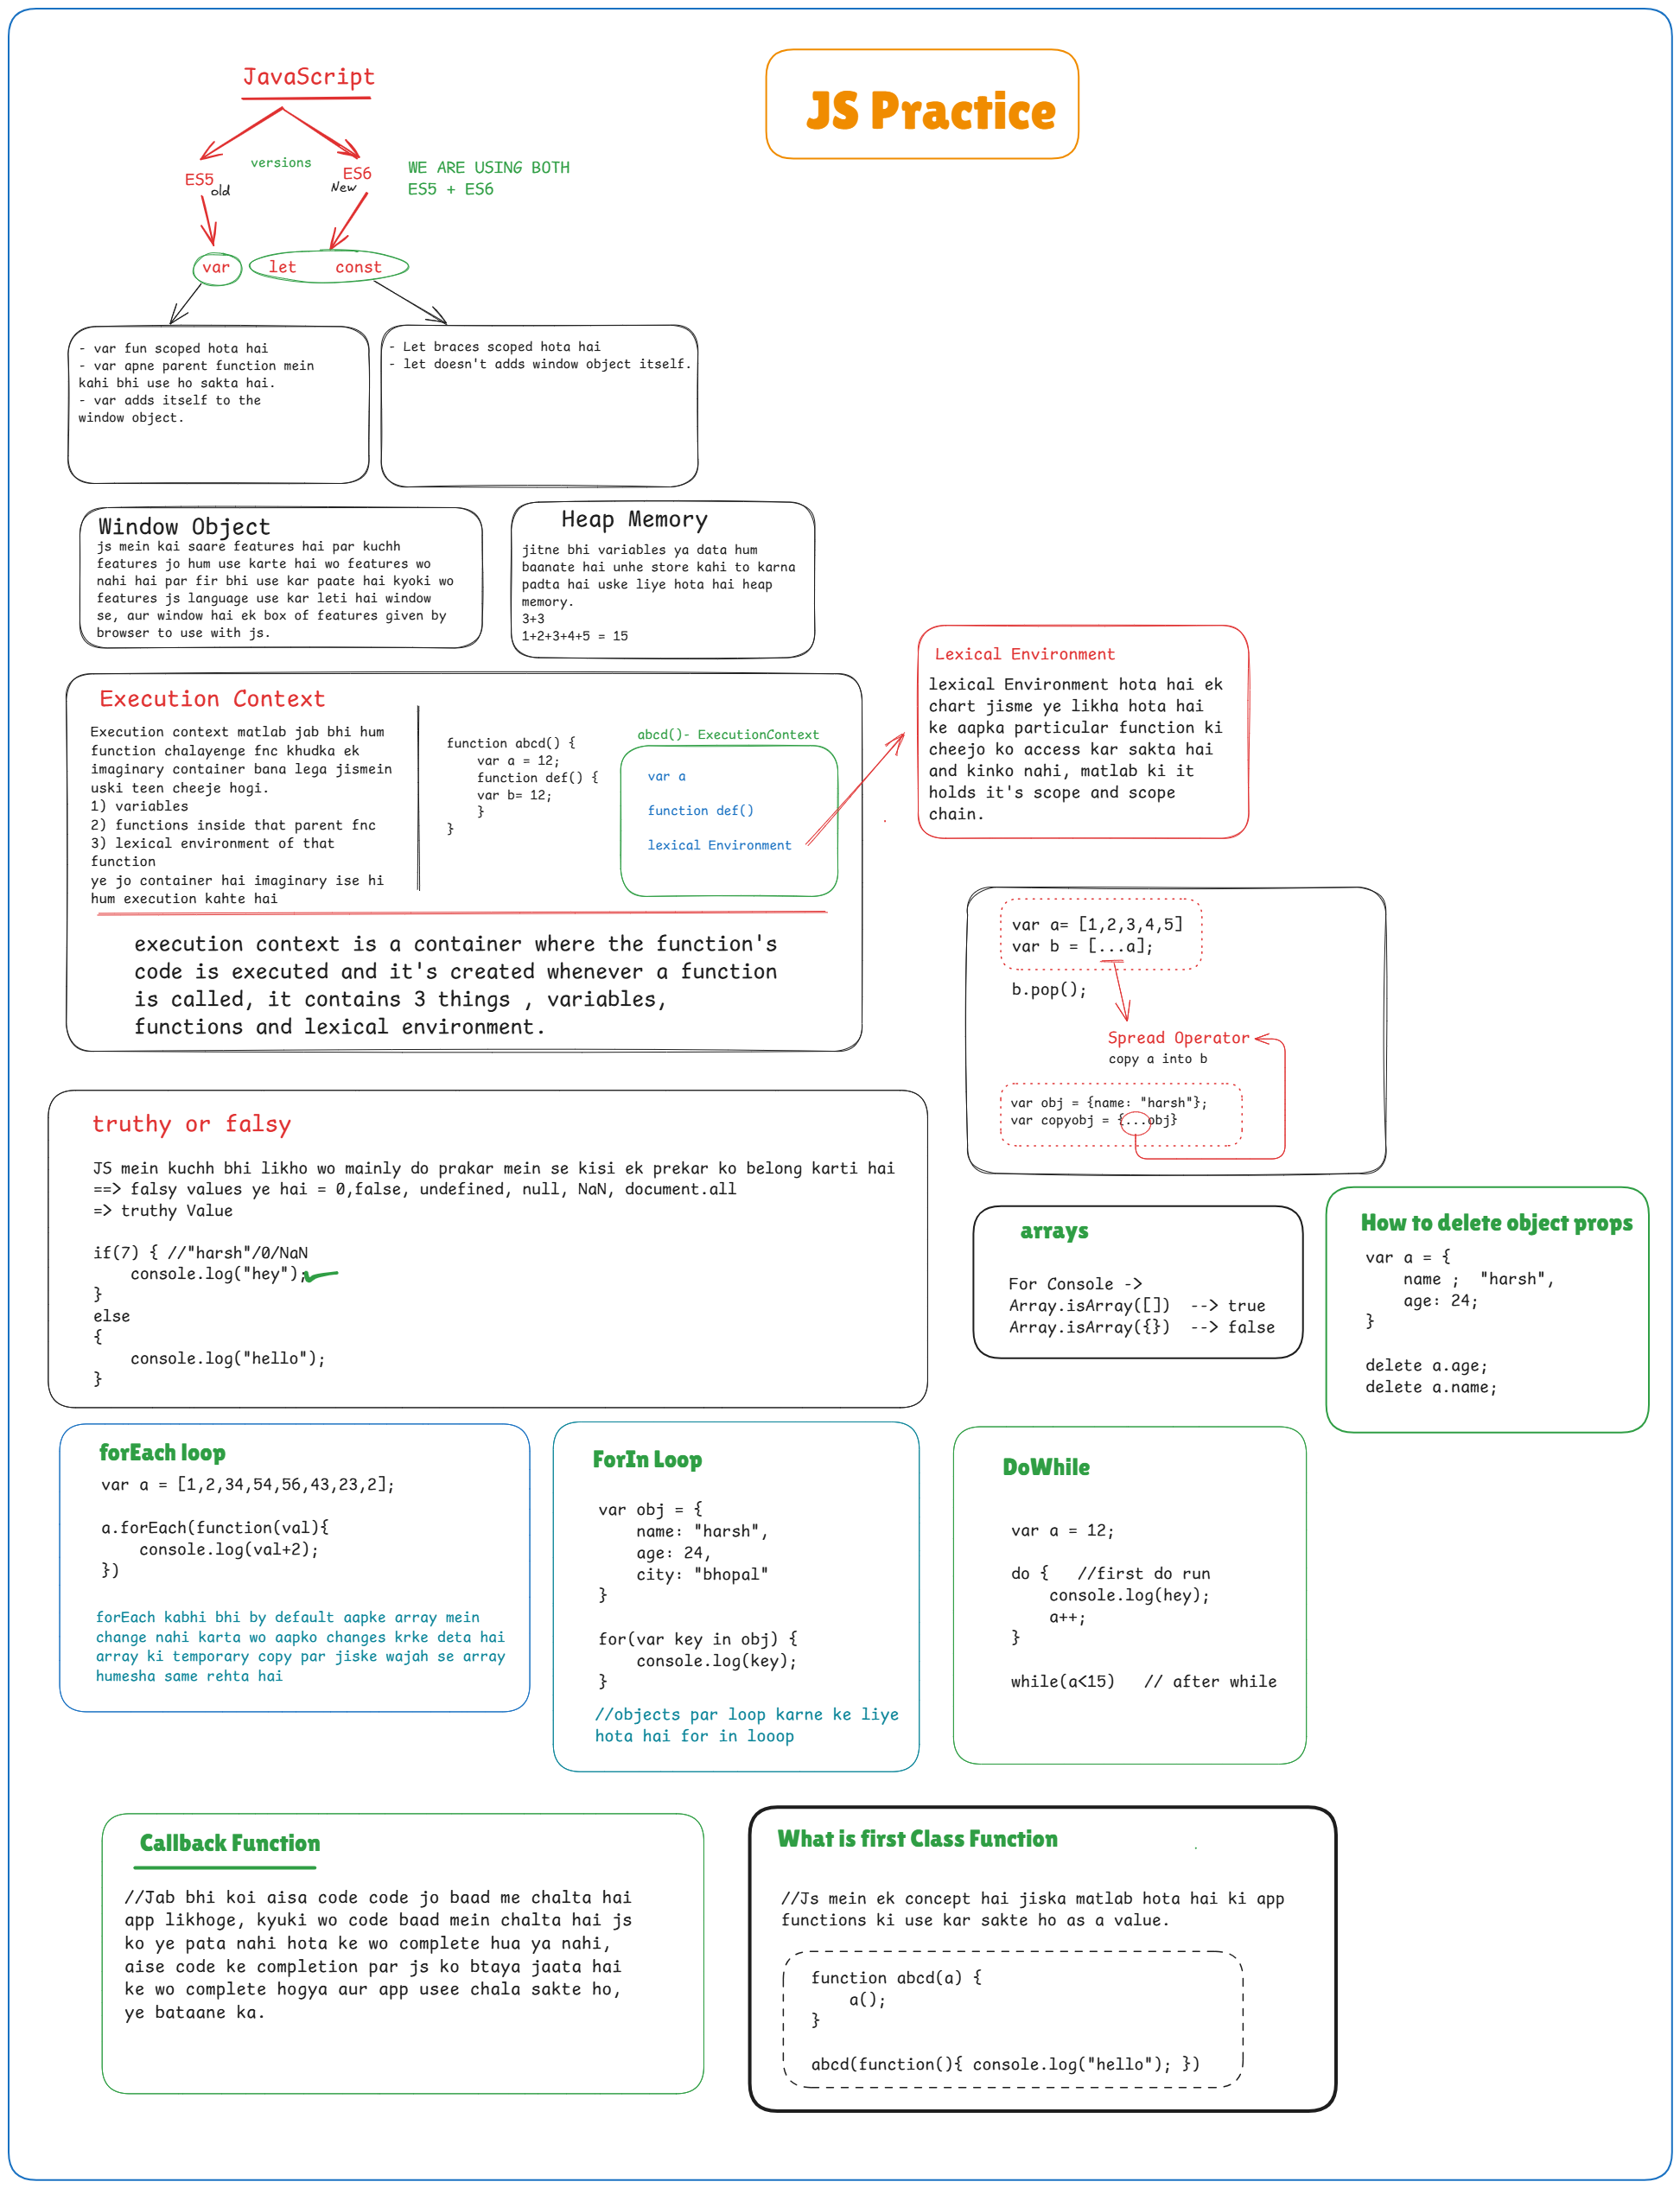 JS Practice
JavaScript
versions
ES5
old
ES6
New
WE ARE USING BOTH
ES5 + ES6
var
let const
- var fun scoped hota hai
- var apne parent function mein
kahi bhi use ho sakta hai.
- var adds itself to the
window object.
- Let braces scoped hota hai
- let doesn't adds window object itself.
Window Object
js mein kai saare features hai par kuchh
features jo hum use karte hai wo features wo
nahi hai par fir bhi use kar paate hai kyoki wo
features js language use kar leti hai window
se, aur window hai ek box of features given by
browser to use with js.
Heap Memory
jitne bhi variables ya data hum
baanate hai unhe store kahi to karna
padta hai uske liye hota hai heap
memory.
3+3
1+2+3+4+5 = 15
Execution Context
Execution context matlab jab bhi hum
function chalayenge fnc khudka ek
imaginary container bana lega jismein
uski teen cheeje hogi.
1) variables
2) functions inside that parent fnc
3) lexical environment of that
function
ye jo container hai imaginary ise hi
hum execution kahte hai
function abcd() {
var a = 12;
function def() {
var b= 12;
}
}
abcd()- ExecutionContext
var a
function def()
lexical Environment
execution context is a container where the function's
code is executed and it's created whenever a function
is called, it contains 3 things , variables,
functions and lexical environment.
Lexical Environment
lexical Environment hota hai ek
chart jisme ye likha hota hai
ke aapka particular function ki
cheejo ko access kar sakta hai
and kinko nahi, matlab ki it
holds it's scope and scope
chain.
var a= [1,2,3,4,5]
var b = [...a];
b.pop();
Spread Operator
copy a into b
var obj = {name: "harsh"};
var copyobj = {...obj}
truthy or falsy
JS mein kuchh bhi likho wo mainly do prakar mein se kisi ek prekar ko belong karti hai
==> falsy values ye hai = 0,false, undefined, null, NaN, document.all
=> truthy Value
if(7) { //"harsh"/0/NaN
console.log("hey");
}
else
{
console.log("hello");
}
arrays
For Console ->
Array.isArray([]) --> true
Array.isArray({}) --> false
How to delete object props
var a = {
name ; "harsh",
age: 24;
}
delete a.age;
delete a.name;
forEach loop
var a = [1,2,34,54,56,43,23,2];
a.forEach(function(val){
console.log(val+2);
})
forEach kabhi bhi by default aapke array mein
change nahi karta wo aapko changes krke deta hai
array ki temporary copy par jiske wajah se array
humesha same rehta hai
ForIn Loop
var obj = {
name: "harsh",
age: 24,
city: "bhopal"
}
for(var key in obj) {
console.log(key);
}
//objects par loop karne ke liye
hota hai for in looop
DoWhile
var a = 12;
do { //first do run
console.log(hey);
a++;
}
while(a<15) // after while
Callback Function
//Jab bhi koi aisa code code jo baad me chalta hai
app likhoge, kyuki wo code baad mein chalta hai js
ko ye pata nahi hota ke wo complete hua ya nahi,
aise code ke completion par js ko btaya jaata hai
ke wo complete hogya aur app usee chala sakte ho,
ye bataane ka.
What is first Class Function
//Js mein ek concept hai jiska matlab hota hai ki app
functions ki use kar sakte ho as a value.
function abcd(a) {
a();
}
abcd(function(){ console.log("hello"); })